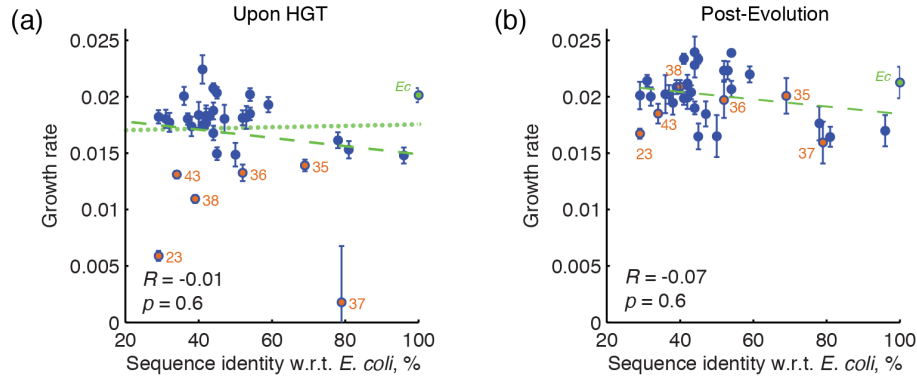 (a)
Upon HGT
Growth rate
0.025
0.02
0.015
0.01
0.005
0
Ec
43
38
36
35
23
37
R = -0.01
p = 0.6
20
40
60
80
100
Sequence identity w.r.t. E. coli, %
(b)
Post-Evolution
Growth rate
0.025
0.02
0.015
0.01
0.005
0
Ec
38
35
36
43
23
37
R = -0.07
p = 0.6
20
40
60
80
100
Sequence identity w.r.t. E. coli, %